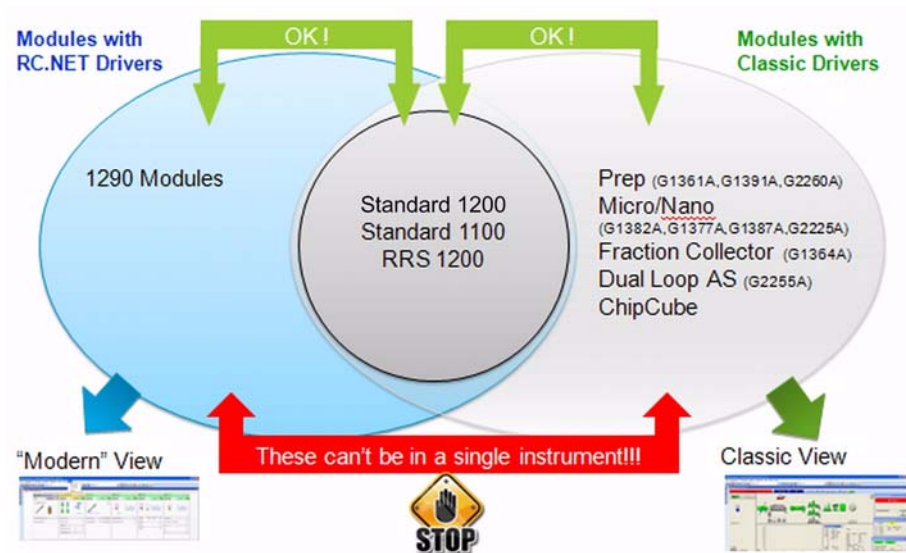 Modules with
RC.NET Drivers
OK!
OK!
Modules with
Classic Drivers
1290 Modules
Standard 1200
Standard 1100
RRS 1200
Prep (G1361A,G1391A,G2260A)
Micro/Nano
(G1382A,G1377A,G1387A,G2225A)
Fraction Collector (G1364A)
Dual Loop AS (G2255A)
ChipCube
These can't be in a single instrument!!!
"Modern" View
Classic View
STOP